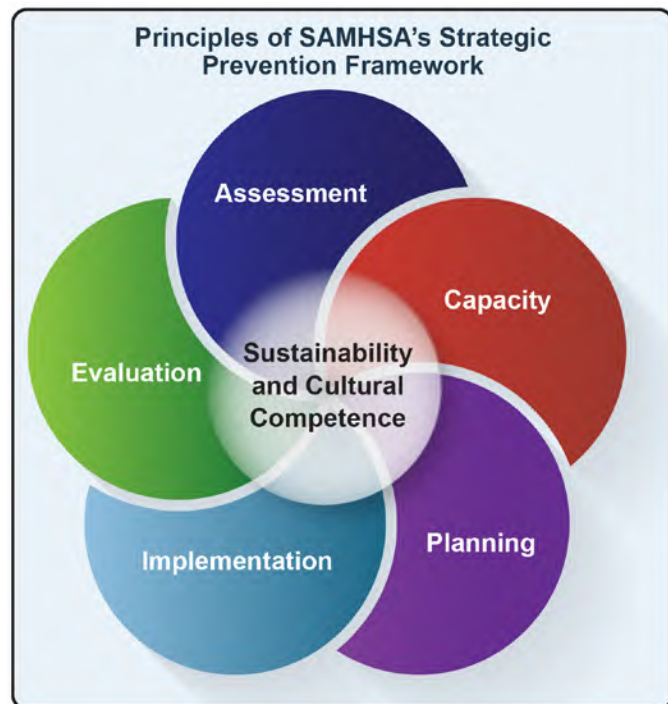 Principles of SAMHSA's Strategic
Prevention Framework
Assessment
Capacity
Planning
Implementation
Evaluation
Sustainability
and Cultural
Competence